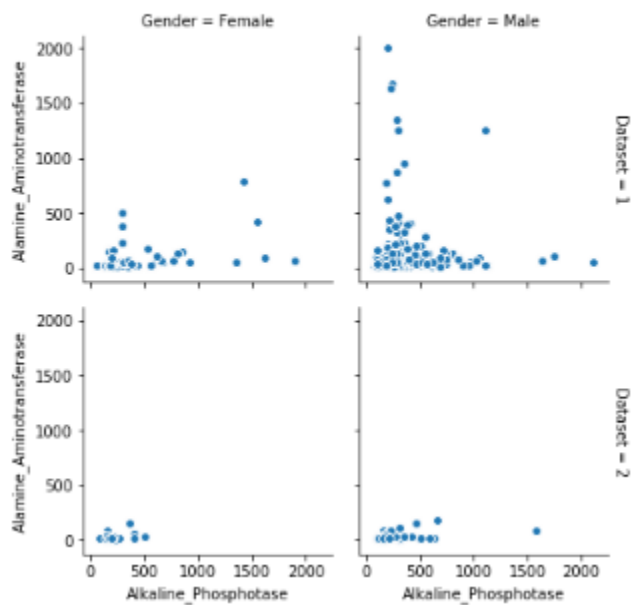 Gender = Female
Gender = Male
2000
1500
1000
500
0
Alamine_Aminotransferase
Dataset = 1
2000
1500
1000
500
0
Alamine_Aminotransferase
Dataset = 2
0 500 1000 1500 2000
0 500 1000 1500 2000
Alkaline_Phosphotase
Alkaline_Phosphotase